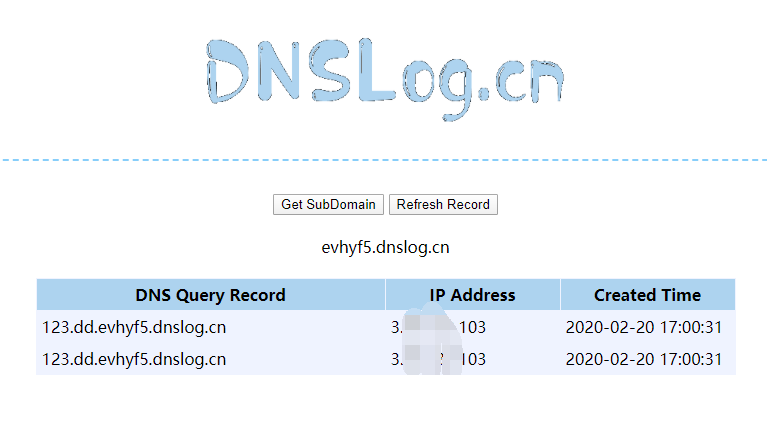 DNSLog.cn
Get SubDomain Refresh Record
evhyf5.dnslog.cn
DNS Query Record IP Address Created Time
123.dd.evhyf5.dnslog.cn 3. 103 2020-02-20 17:00:31
123.dd.evhyf5.dnslog.cn 3. 103 2020-02-20 17:00:31